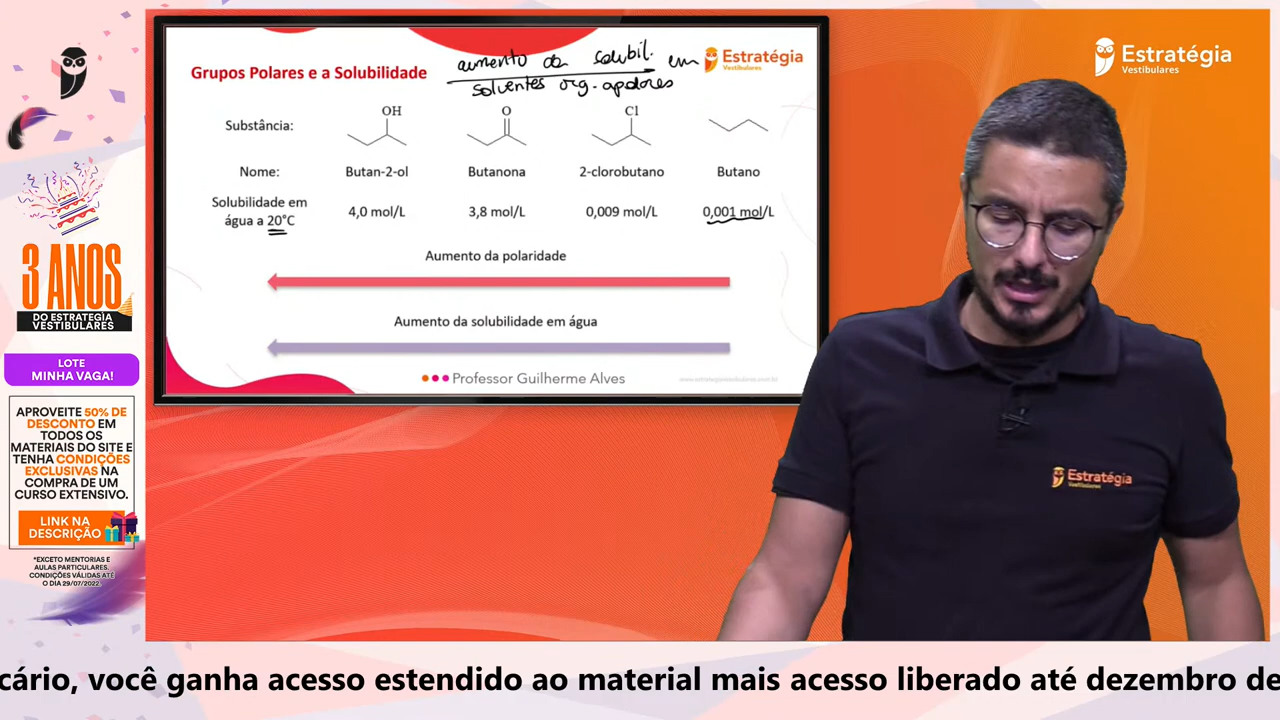 3 ANOS
DO ESTRATEGIA
VESTIBULARES
LOTE
MINHA VAGA!
APROVEITE 50% DE
DESCONTO EM
TODOS OS
MATERIAIS DO SITE E
TENHA CONDIÇÕES
EXCLUSIVAS NA
COMPRA DE UM
CURSO EXTENSIVO.
LINK NA
DESCRIÇÃO
*EXCETO MENTORIAS E
AULAS PARTICULARES.
CONDIÇÕES VÁLIDAS ATÉ
O DIA 29/07/2022.
Grupos Polares e a Solubilidade
aumento da solubil. em
solventes org. apolares
Estratégia
Vestibulares
OH O Cl
Substância:
Nome: Butan-2-ol Butanona 2-clorobutano Butano
Solubilidade em
água a 20°C 4,0 mol/L 3,8 mol/L 0,009 mol/L 0,001 mol/L
Aumento da polaridade
Aumento da solubilidade em água
Professor Guilherme Alves
www.estrategiavestibulares.com.br
Estratégia
Vestibulares
Estratégia
Vestibulares
cário, você ganha acesso estendido ao material mais acesso liberado até dezembro de